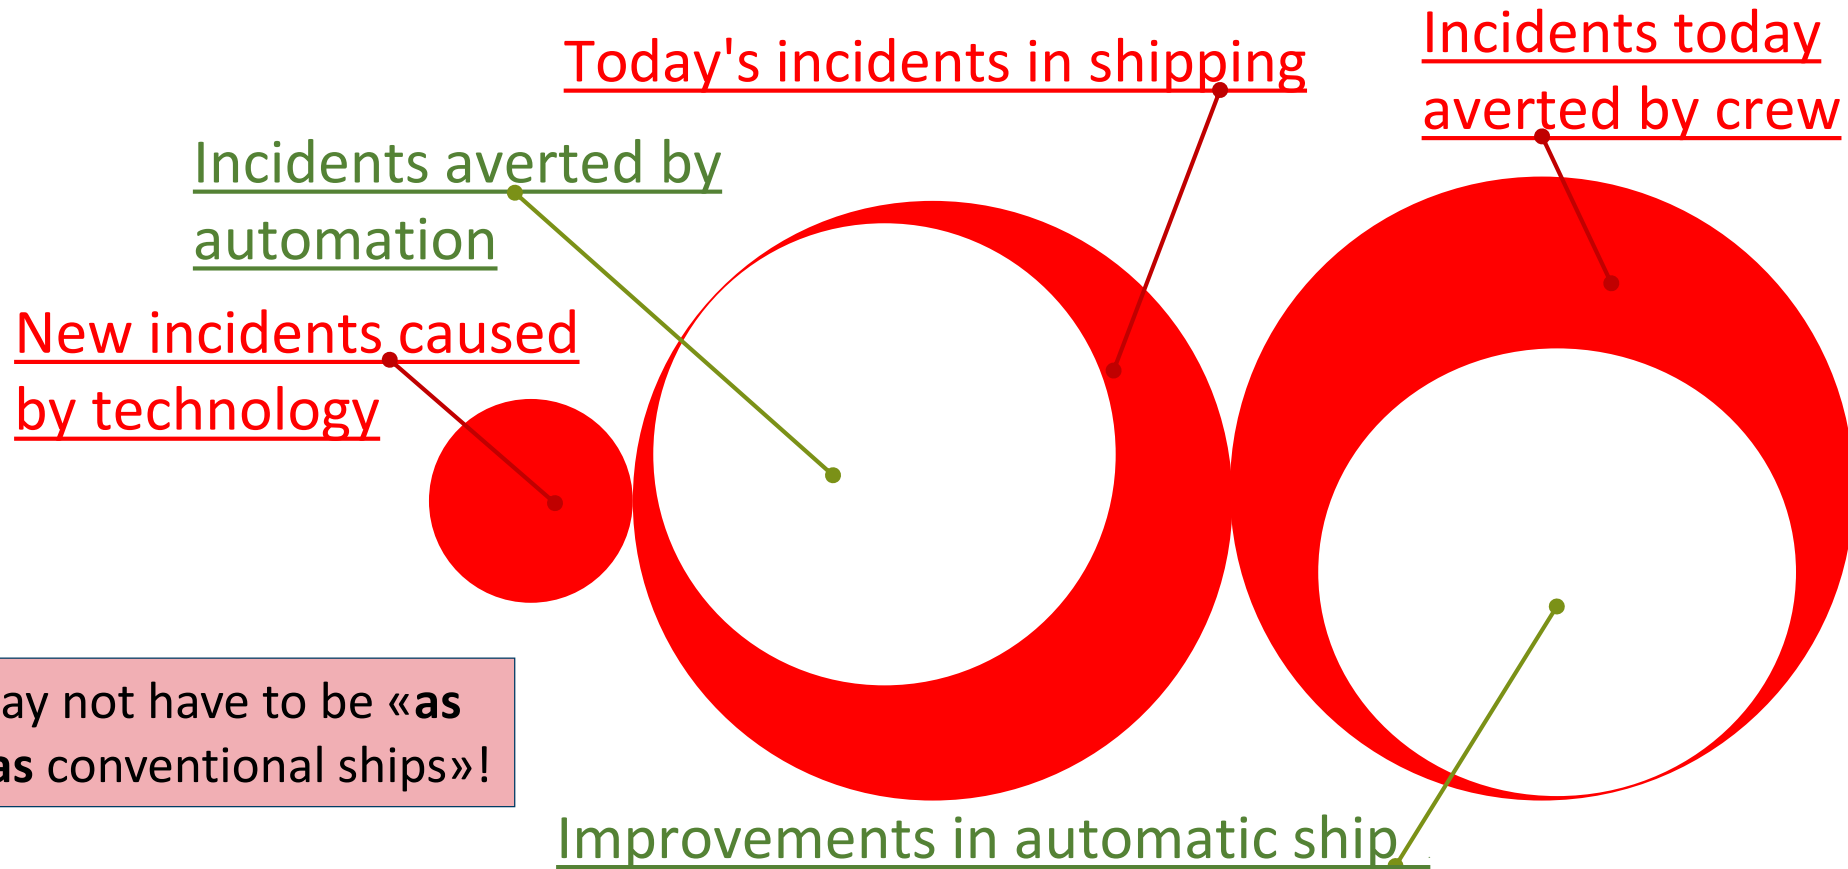 Incidents today
averted by crew
Today's incidents in shipping
Incidents averted by
automation
New incidents caused
by technology
may not have to be «as
as conventional ships»!
Improvements in automatic ship